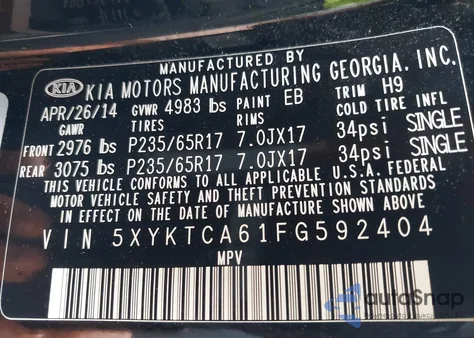 MANUFACTURED BY
KIA KIA MOTORS MANUFACTURING GEORGIA, INC.
APR/26/14 GVWR 4983 lbs PAINT EB TRIM H9
GAWR TIRES RIMS COLD TIRE INFL
FRONT 2976 lbs P235/65R17 7.0JX17 34psi SINGLE
REAR 3075 lbs P235/65R17 7.0JX17 34psi SINGLE
THIS VEHICLE CONFORMS TO ALL APPLICABLE U.S.A. FEDERAL
MOTOR VEHICLE SAFETY AND THEFT PREVENTION STANDARDS
IN EFFECT ON THE DATE OF MANUFACTURE SHOWN ABOVE
VIN 5XYKTCA61FG592404
MPV
autoSnap